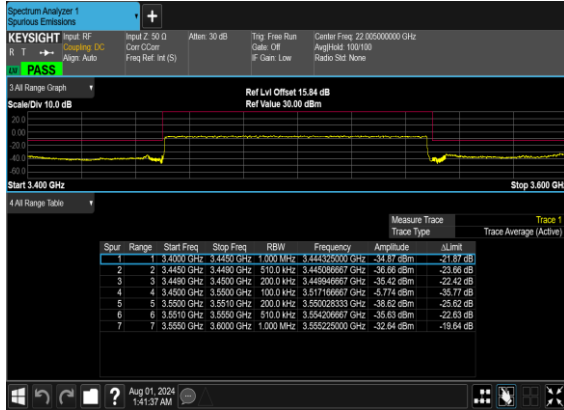 Spectrum Analyzer 1
Spurious Emissions
KEYSIGHT Input: RF Input Z: 50 Ω Atten: 30 dB Trig: Free Run Center Freq: 22.005000000 GHz
R T Coupling: DC Corr CCorr Gate: Off Avg|Hold: 100/100
Align: Auto Freq Ref: Int (S) IF Gain: Low Radio Std: None
PASS
3 All Range Graph Ref Lvl Offset 15.84 dB
Scale/Div 10.0 dB Ref Value 30.00 dBm
20.0
0.00
-20.0
-40.0
-60.0
Start 3.400 GHz Stop 3.600 GHz
4 All Range Table
Measure Trace Trace 1
Trace Type Trace Average (Active)
Spur Range Start Freq Stop Freq RBW Frequency Amplitude ΔLimit
1 1 3.4000 GHz 3.4450 GHz 1.000 MHz 3.444325000 GHz -34.87 dBm -21.87 dB
2 2 3.4450 GHz 3.4490 GHz 510.0 kHz 3.445086667 GHz -36.66 dBm -23.66 dB
3 3 3.4490 GHz 3.4500 GHz 200.0 kHz 3.449946667 GHz -35.42 dBm -22.42 dB
4 4 3.4500 GHz 3.5500 GHz 100.0 kHz 3.517166667 GHz -5.774 dBm -35.77 dB
5 5 3.5500 GHz 3.5510 GHz 200.0 kHz 3.550028333 GHz -38.62 dBm -25.62 dB
6 6 3.5510 GHz 3.5550 GHz 510.0 kHz 3.554206667 GHz -35.63 dBm -22.63 dB
7 7 3.5550 GHz 3.6000 GHz 1.000 MHz 3.555225000 GHz -32.64 dBm -19.64 dB
Aug 01, 2024
1:41:37 AM